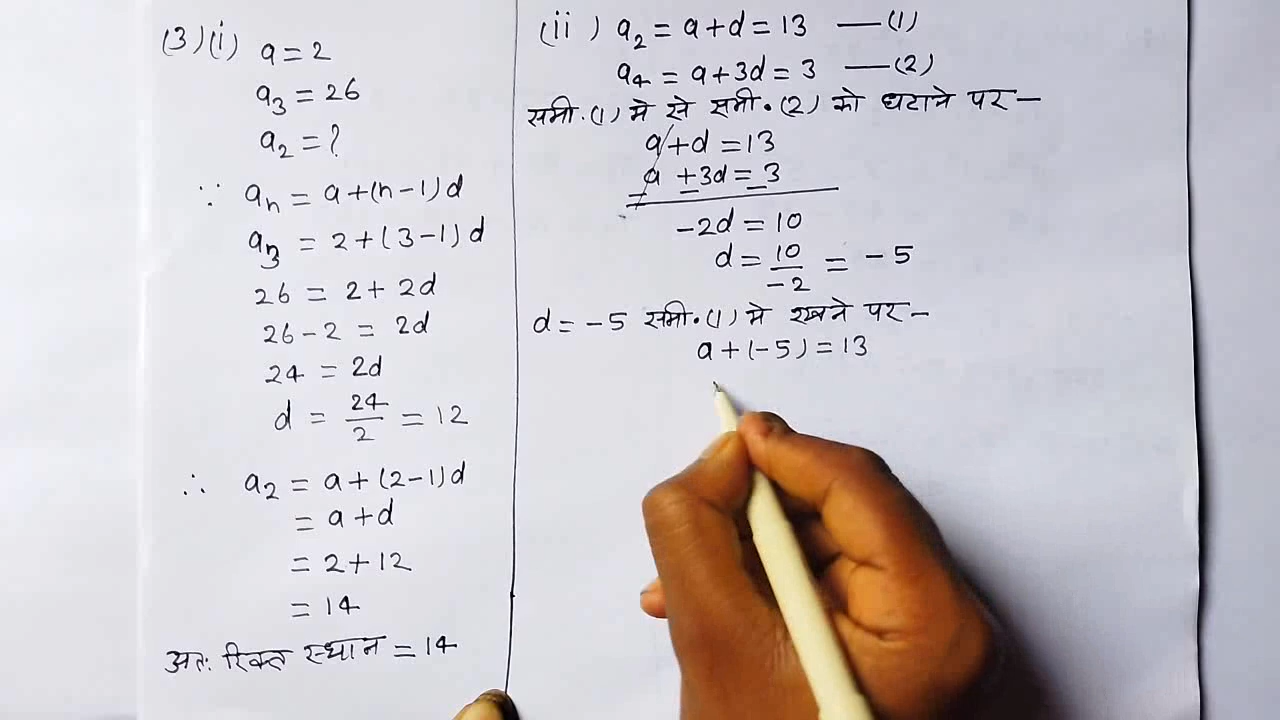 (3) (i) a = 2
a₃ = 26
a₂ = ?
∵ aₙ = a + (n - 1) d
a₃ = 2 + (3 - 1) d
26 = 2 + 2d
26 - 2 = 2d
24 = 2d
d = 24/2 = 12
∴ a₂ = a + (2 - 1) d
= a + d
= 2 + 12
= 14
अतः रिक्त स्थान = 14
(ii) a₂ = a + d = 13 —(1)
a₄ = a + 3d = 3 —(2)
समी. (1) मे से समी. (2) को घटाने पर –
a + d = 13
a + 3d = 3
- - -
-2d = 10
d = 10/-2 = -5
d = -5 समी. (1) मे रखने पर –
a + (-5) = 13